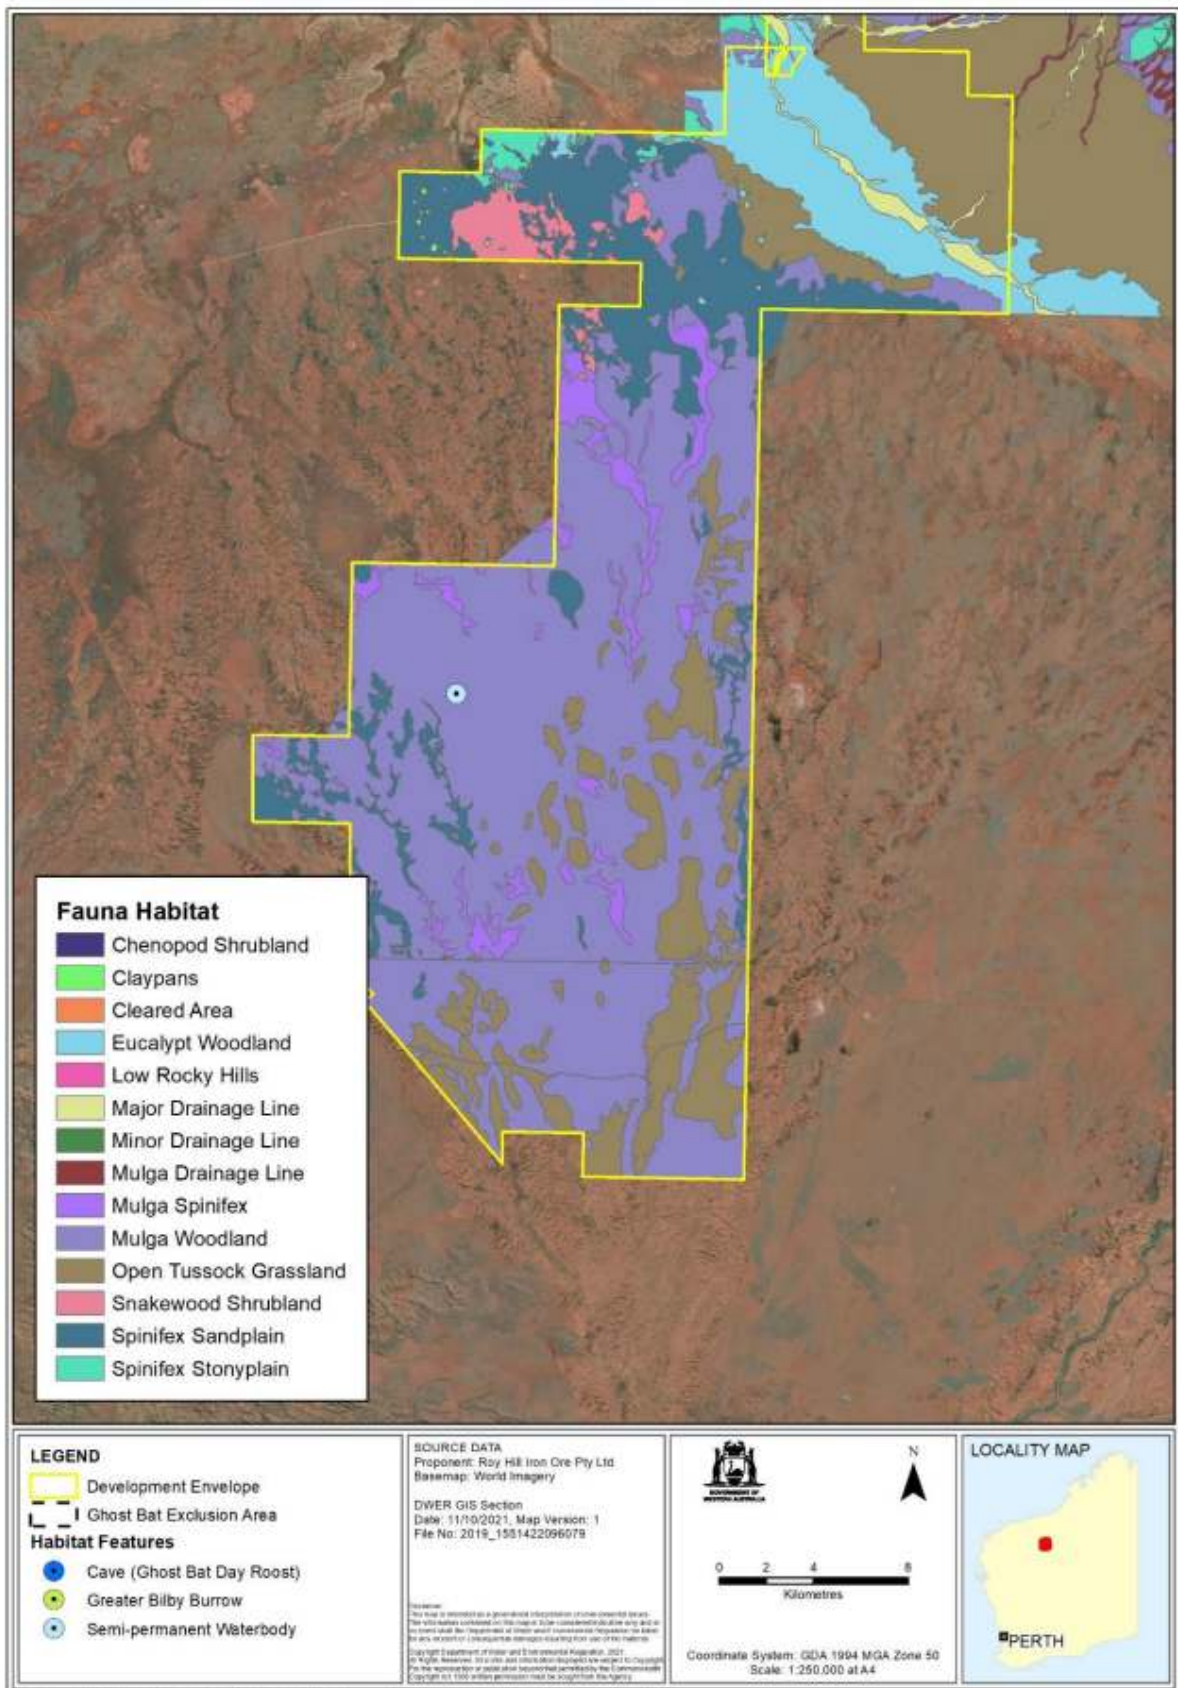 Fauna Habitat
Chenopod Shrubland
Claypans
Cleared Area
Eucalypt Woodland
Low Rocky Hills
Major Drainage Line
Minor Drainage Line
Mulga Drainage Line
Mulga Spinifex
Mulga Woodland
Open Tussock Grassland
Snakewood Shrubland
Spinifex Sandplain
Spinifex Stonyplain
LEGEND
Development Envelope
Ghost Bat Exclusion Area
Habitat Features
Cave (Ghost Bat Day Roost)
Greater Bilby Burrow
Semi-permanent Waterbody
SOURCE DATA
Proponent: Roy Hill Iron Ore Pty Ltd
Basemap: World Imagery
DWER GIS Section
Date: 11/10/2021, Map Version: 1
File No: 2019_1551422096079
GOVERNMENT OF
WESTERN AUSTRALIA
N
0 2 4 8
Kilometres
Coordinate System: GDA 1994 MGA Zone 50
Scale: 1:250,000 at A4
LOCALITY MAP
PERTH